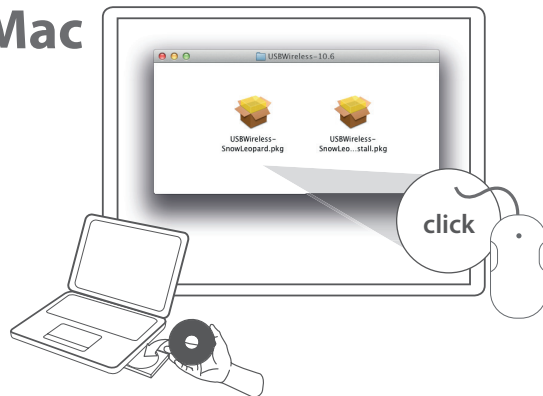 Mac
USBWireless-10.6
USBWireless-
SnowLeopard.pkg
USBWireless-
SnowLeo...stall.pkg
click